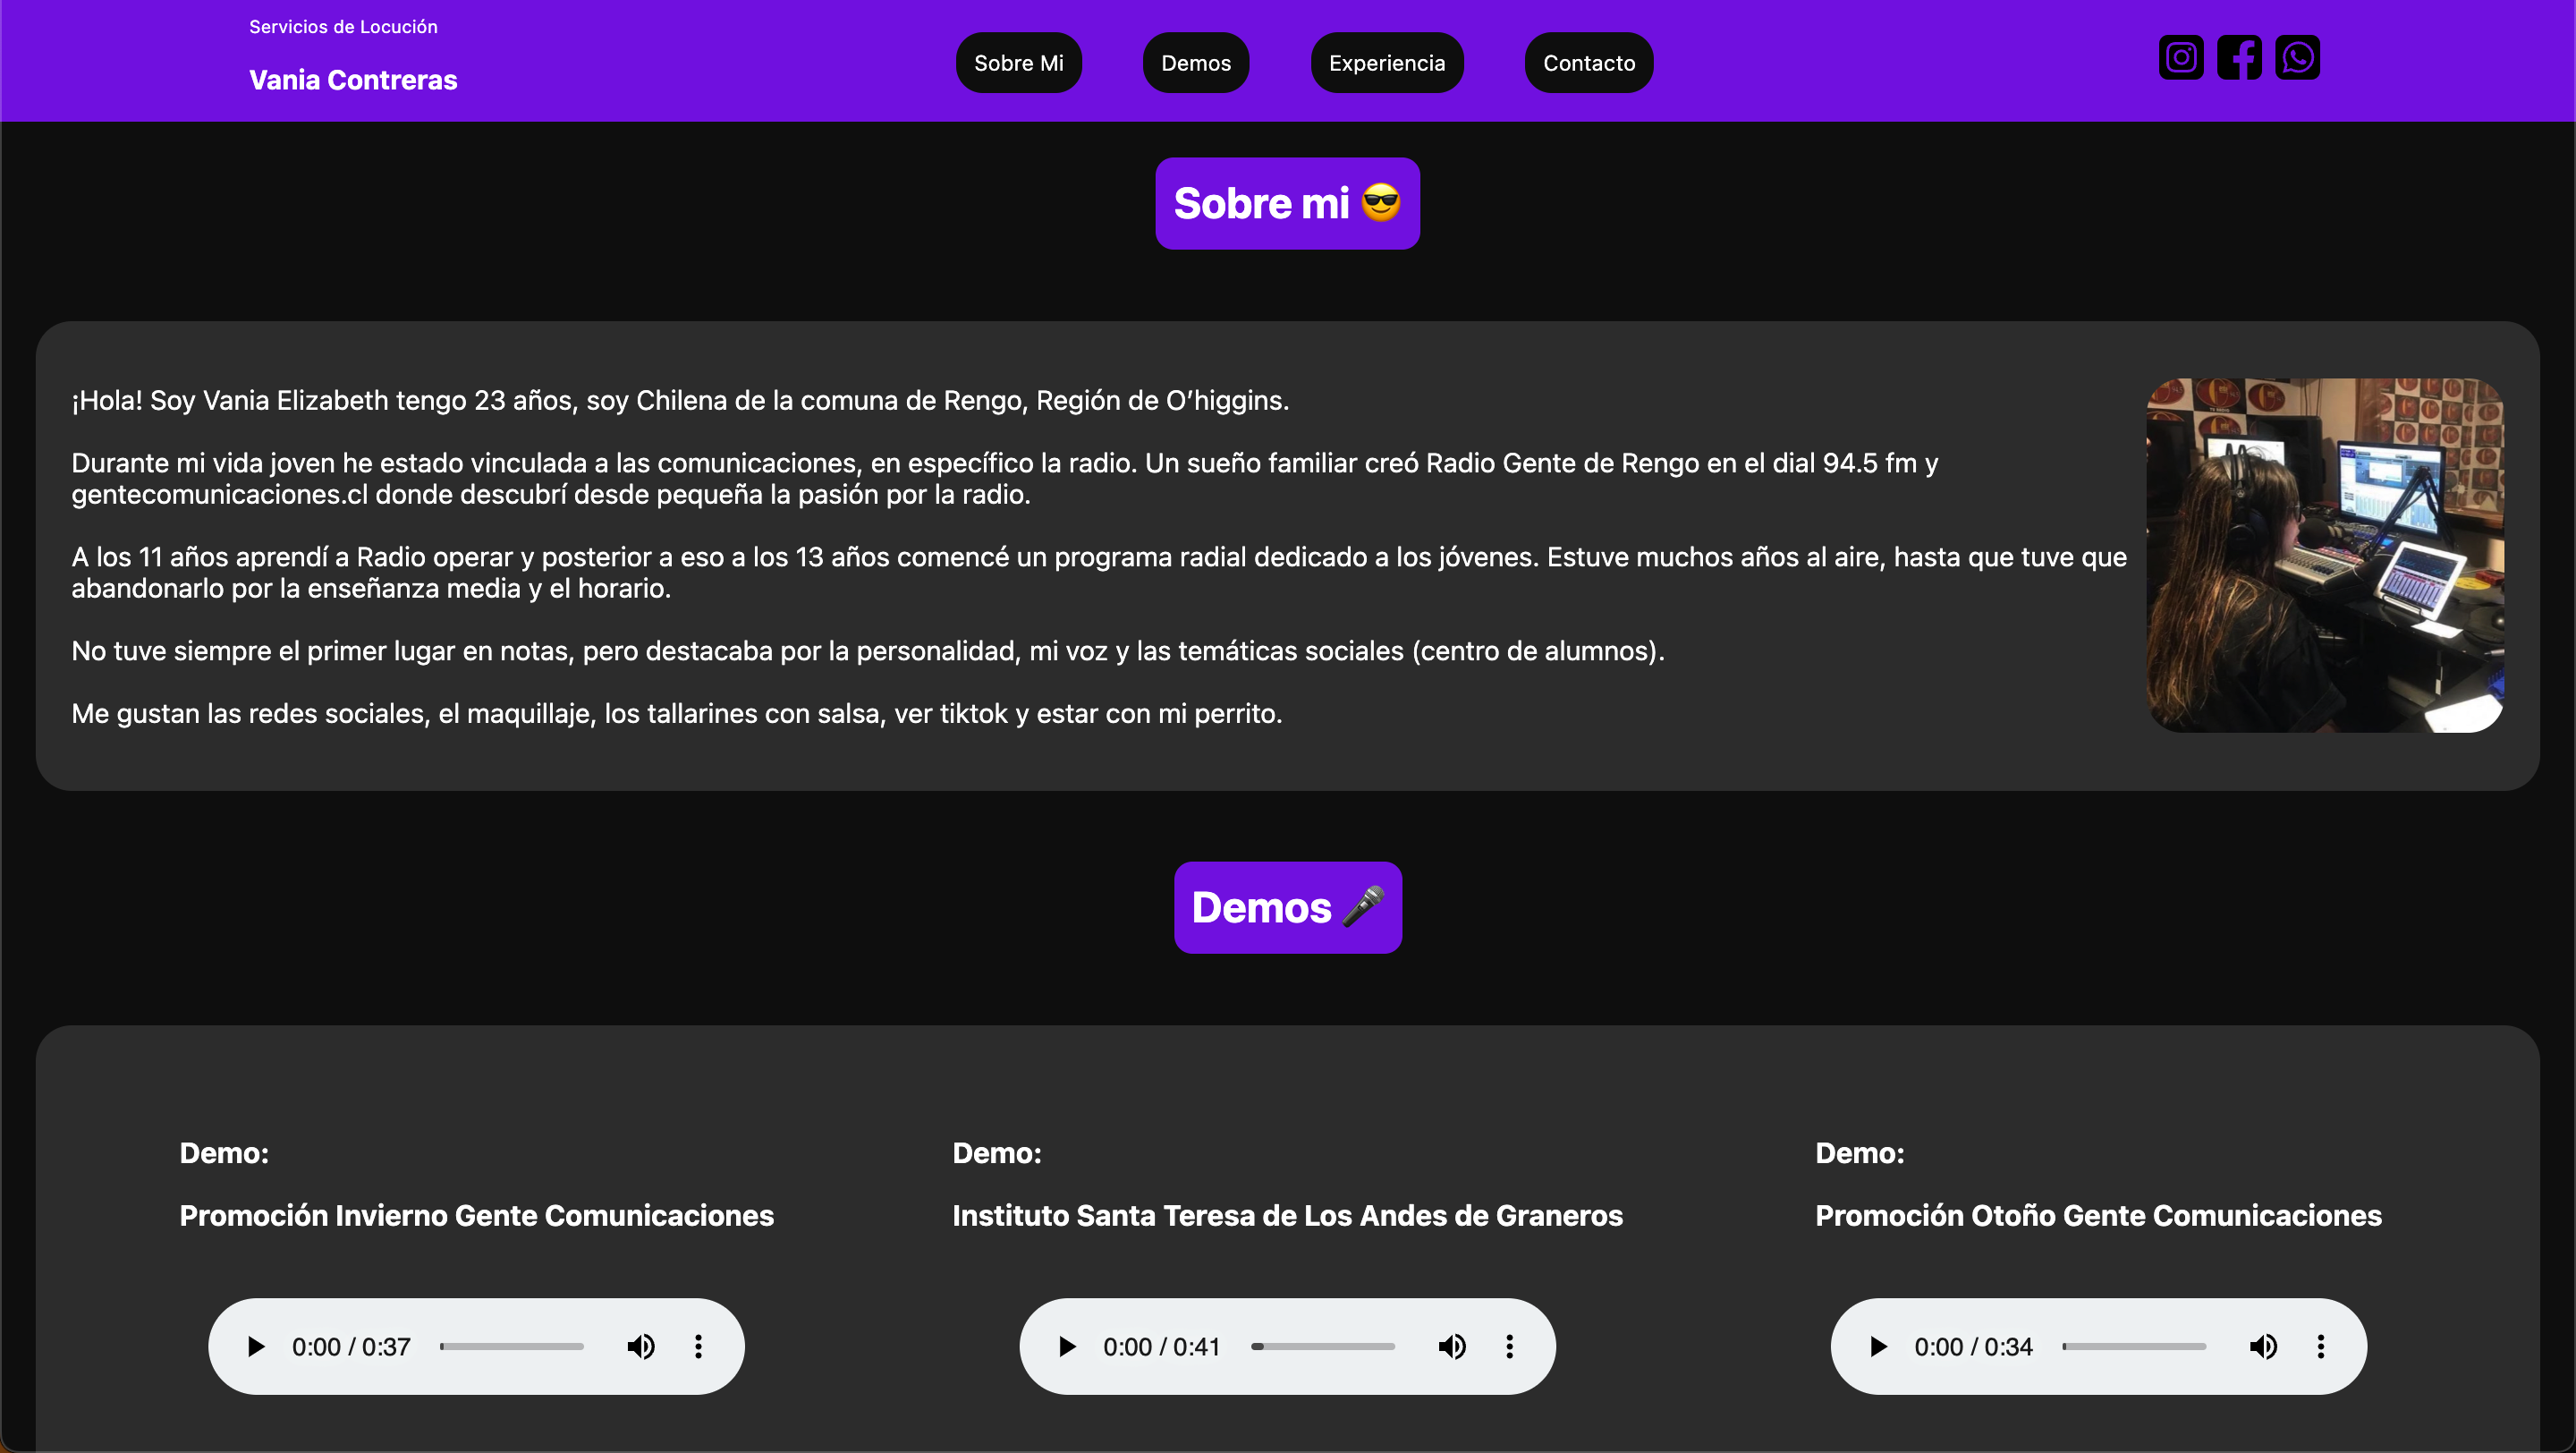 Servicios de Locución
Vania Contreras
Sobre Mi
Demos
Experiencia
Contacto
Sobre mi 😎
¡Hola! Soy Vania Elizabeth tengo 23 años, soy Chilena de la comuna de Rengo, Región de O’higgins.
Durante mi vida joven he estado vinculada a las comunicaciones, en específico la radio. Un sueño familiar creó Radio Gente de Rengo en el dial 94.5 fm y
gentecomunicaciones.cl donde descubrí desde pequeña la pasión por la radio.
A los 11 años aprendí a Radio operar y posterior a eso a los 13 años comencé un programa radial dedicado a los jóvenes. Estuve muchos años al aire, hasta que tuve que
abandonarlo por la enseñanza media y el horario.
No tuve siempre el primer lugar en notas, pero destacaba por la personalidad, mi voz y las temáticas sociales (centro de alumnos).
Me gustan las redes sociales, el maquillaje, los tallarines con salsa, ver tiktok y estar con mi perrito.
Demos 🎤
Demo:
Promoción Invierno Gente Comunicaciones
0:00 / 0:37
Demo:
Instituto Santa Teresa de Los Andes de Graneros
0:00 / 0:41
Demo:
Promoción Otoño Gente Comunicaciones
0:00 / 0:34